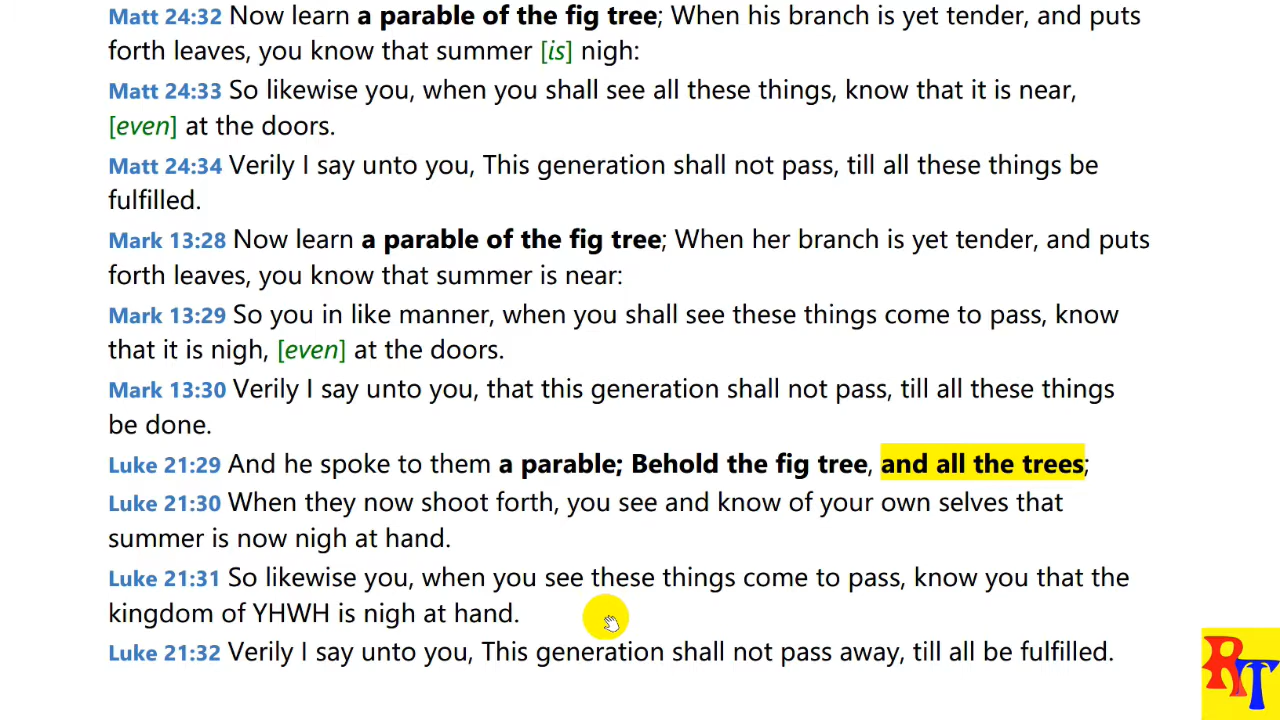 Matt 24:32 Now learn a parable of the fig tree; When his branch is yet tender, and puts
forth leaves, you know that summer [is] nigh:
Matt 24:33 So likewise you, when you shall see all these things, know that it is near,
[even] at the doors.
Matt 24:34 Verily I say unto you, This generation shall not pass, till all these things be
fulfilled.
Mark 13:28 Now learn a parable of the fig tree; When her branch is yet tender, and puts
forth leaves, you know that summer is near:
Mark 13:29 So you in like manner, when you shall see these things come to pass, know
that it is nigh, [even] at the doors.
Mark 13:30 Verily I say unto you, that this generation shall not pass, till all these things
be done.
Luke 21:29 And he spoke to them a parable; Behold the fig tree, and all the trees;
Luke 21:30 When they now shoot forth, you see and know of your own selves that
summer is now nigh at hand.
Luke 21:31 So likewise you, when you see these things come to pass, know you that the
kingdom of YHWH is nigh at hand.
Luke 21:32 Verily I say unto you, This generation shall not pass away, till all be fulfilled.
RT